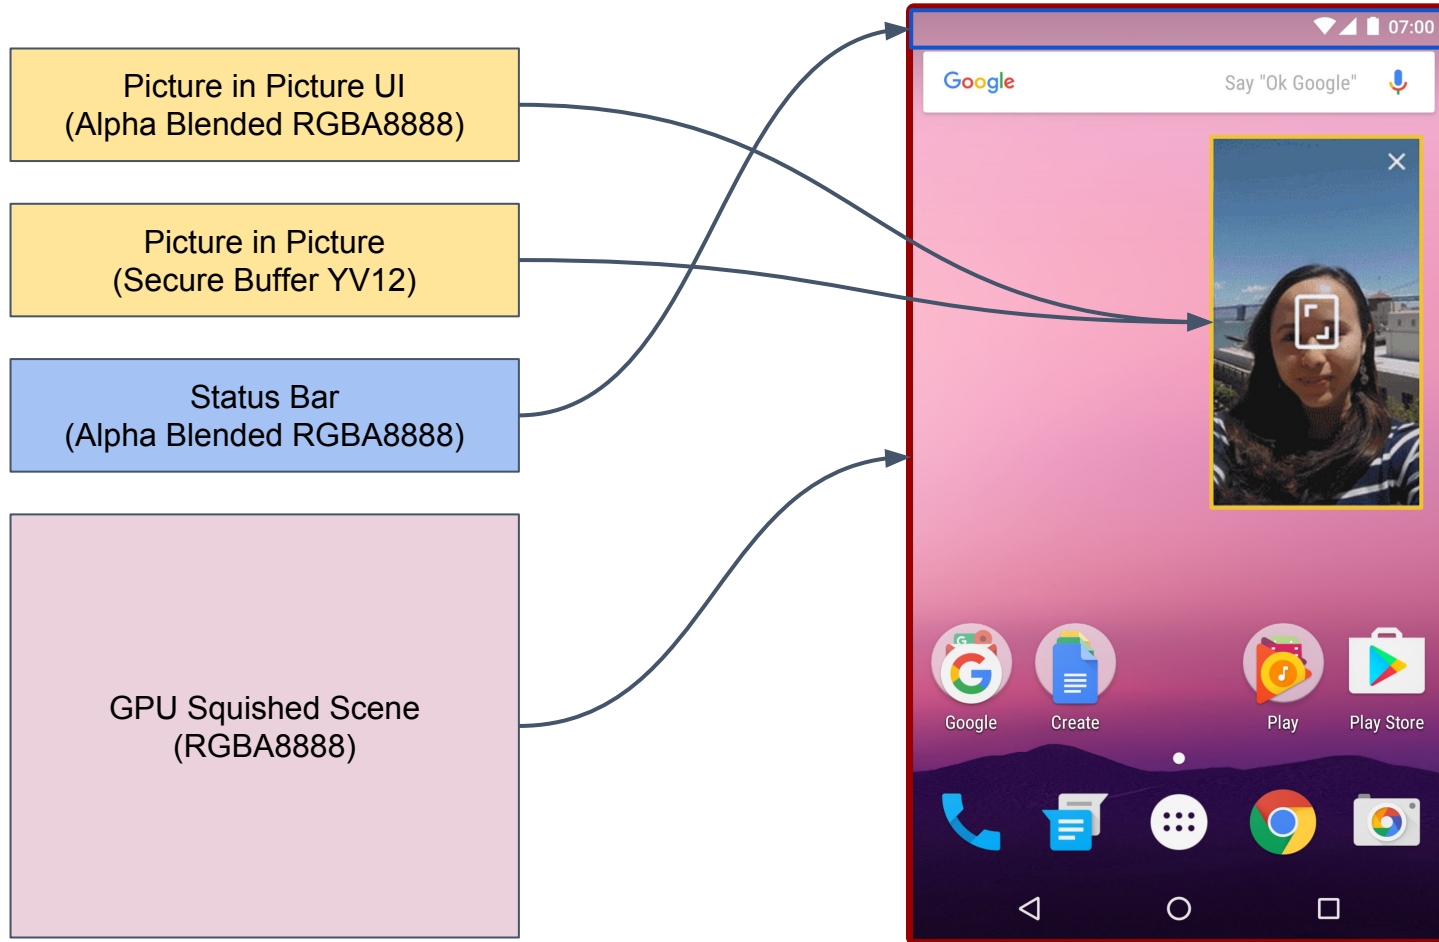 Picture in Picture UI
(Alpha Blended RGBA8888)
Picture in Picture
(Secure Buffer YV12)
Status Bar
(Alpha Blended RGBA8888)
GPU Squished Scene
(RGBA8888)
07:00
Google
Say "Ok Google"
G
G
Google
Create
Play
Play Store